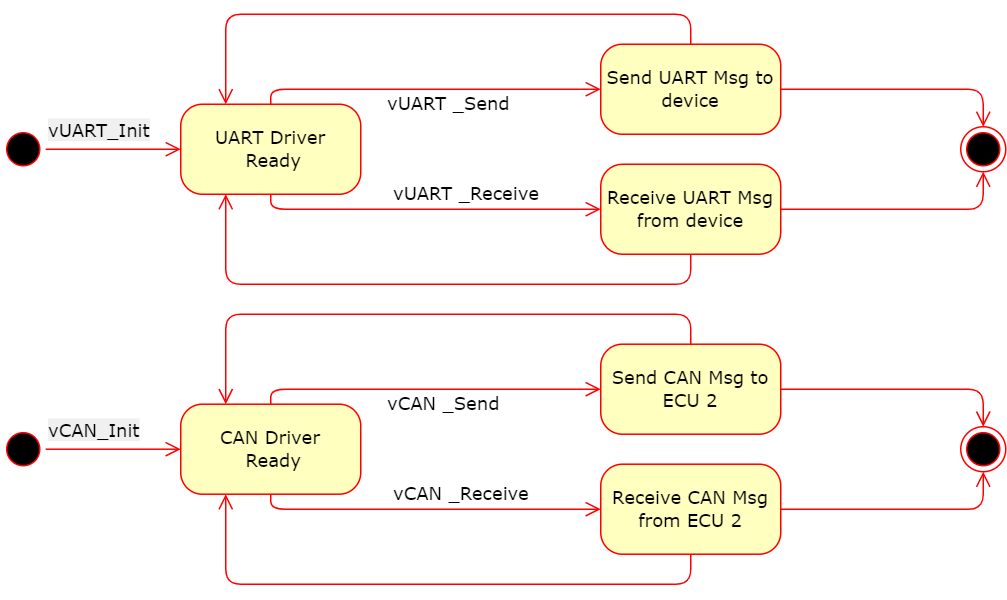 Send UART Msg to
device
vUART _Send
vUART_Init
UART Driver
Ready
vUART _Receive
Receive UART Msg
from device
Send CAN Msg to
ECU 2
vCAN _Send
vCAN_Init
CAN Driver
Ready
vCAN _Receive
Receive CAN Msg
from ECU 2